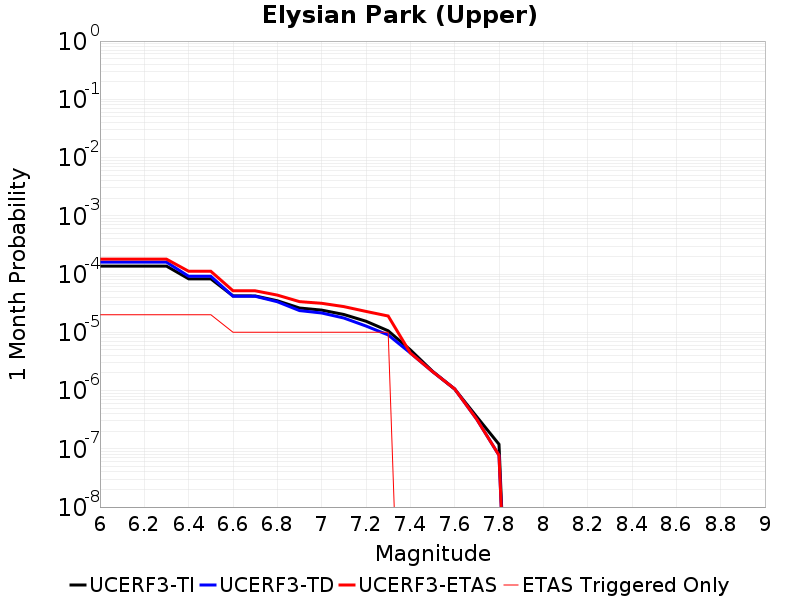 Elysian Park (Upper)
1 Month Probability
10^0
10^-1
10^-2
10^-3
10^-4
10^-5
10^-6
10^-7
10^-8
6 6.2 6.4 6.6 6.8 7 7.2 7.4 7.6 7.8 8 8.2 8.4 8.6 8.8 9
Magnitude
UCERF3-TI UCERF3-TD UCERF3-ETAS ETAS Triggered Only